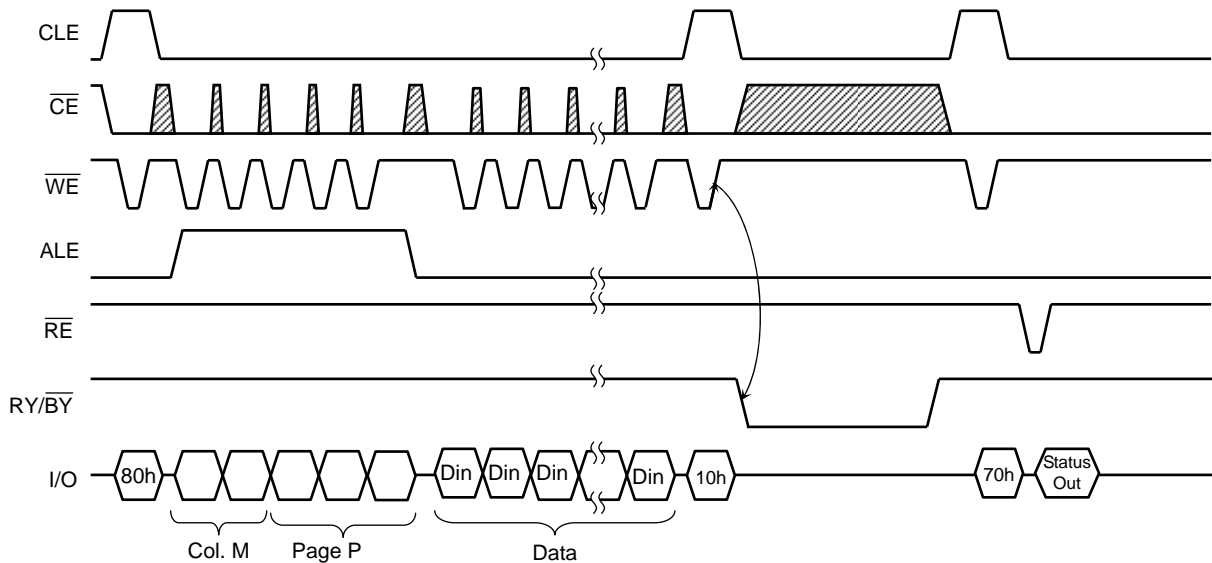 CLE
CE
WE
ALE
RE
RY/BY
I/O 80h Din Din Din Din 10h 70h Status Out
Col. M Page P Data